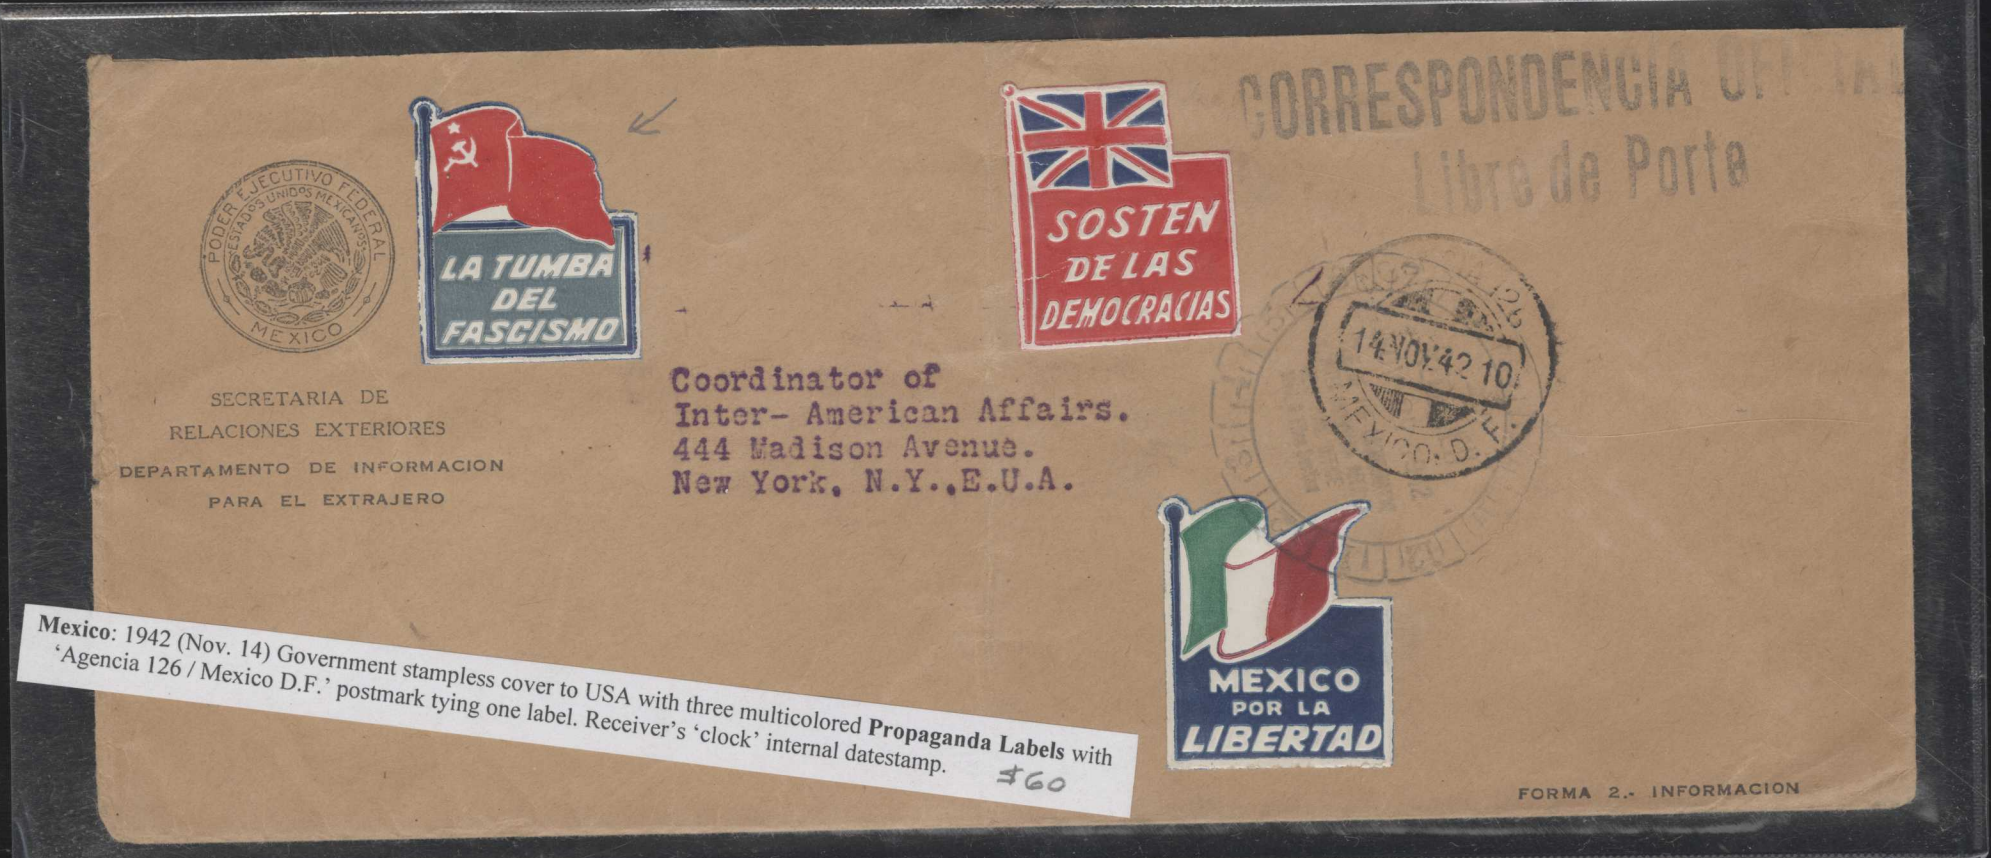 CORRESPONDENCIA OFICIAL
Libre de Porte
PODER EJECUTIVO FEDERAL
ESTADOS UNIDOS MEXICANOS
MEXICO
SECRETARIA DE
RELACIONES EXTERIORES
DEPARTAMENTO DE INFORMACION
PARA EL EXTRAJERO
LA TUMBA
DEL
FASCISMO
SOSTEN
DE LAS
DEMOCRACIAS
14 NOV. 42 10
MEXICO. D. F.
Coordinator of
Inter- American Affairs.
444 Madison Avenue.
New York, N.Y.,E.U.A.
MEXICO
POR LA
LIBERTAD
Mexico: 1942 (Nov. 14) Government stampless cover to USA with three multicolored Propaganda Labels with
‘Agencia 126 / Mexico D.F.’ postmark tying one label. Receiver’s ‘clock’ internal datestamp.
$60
FORMA 2.- INFORMACION